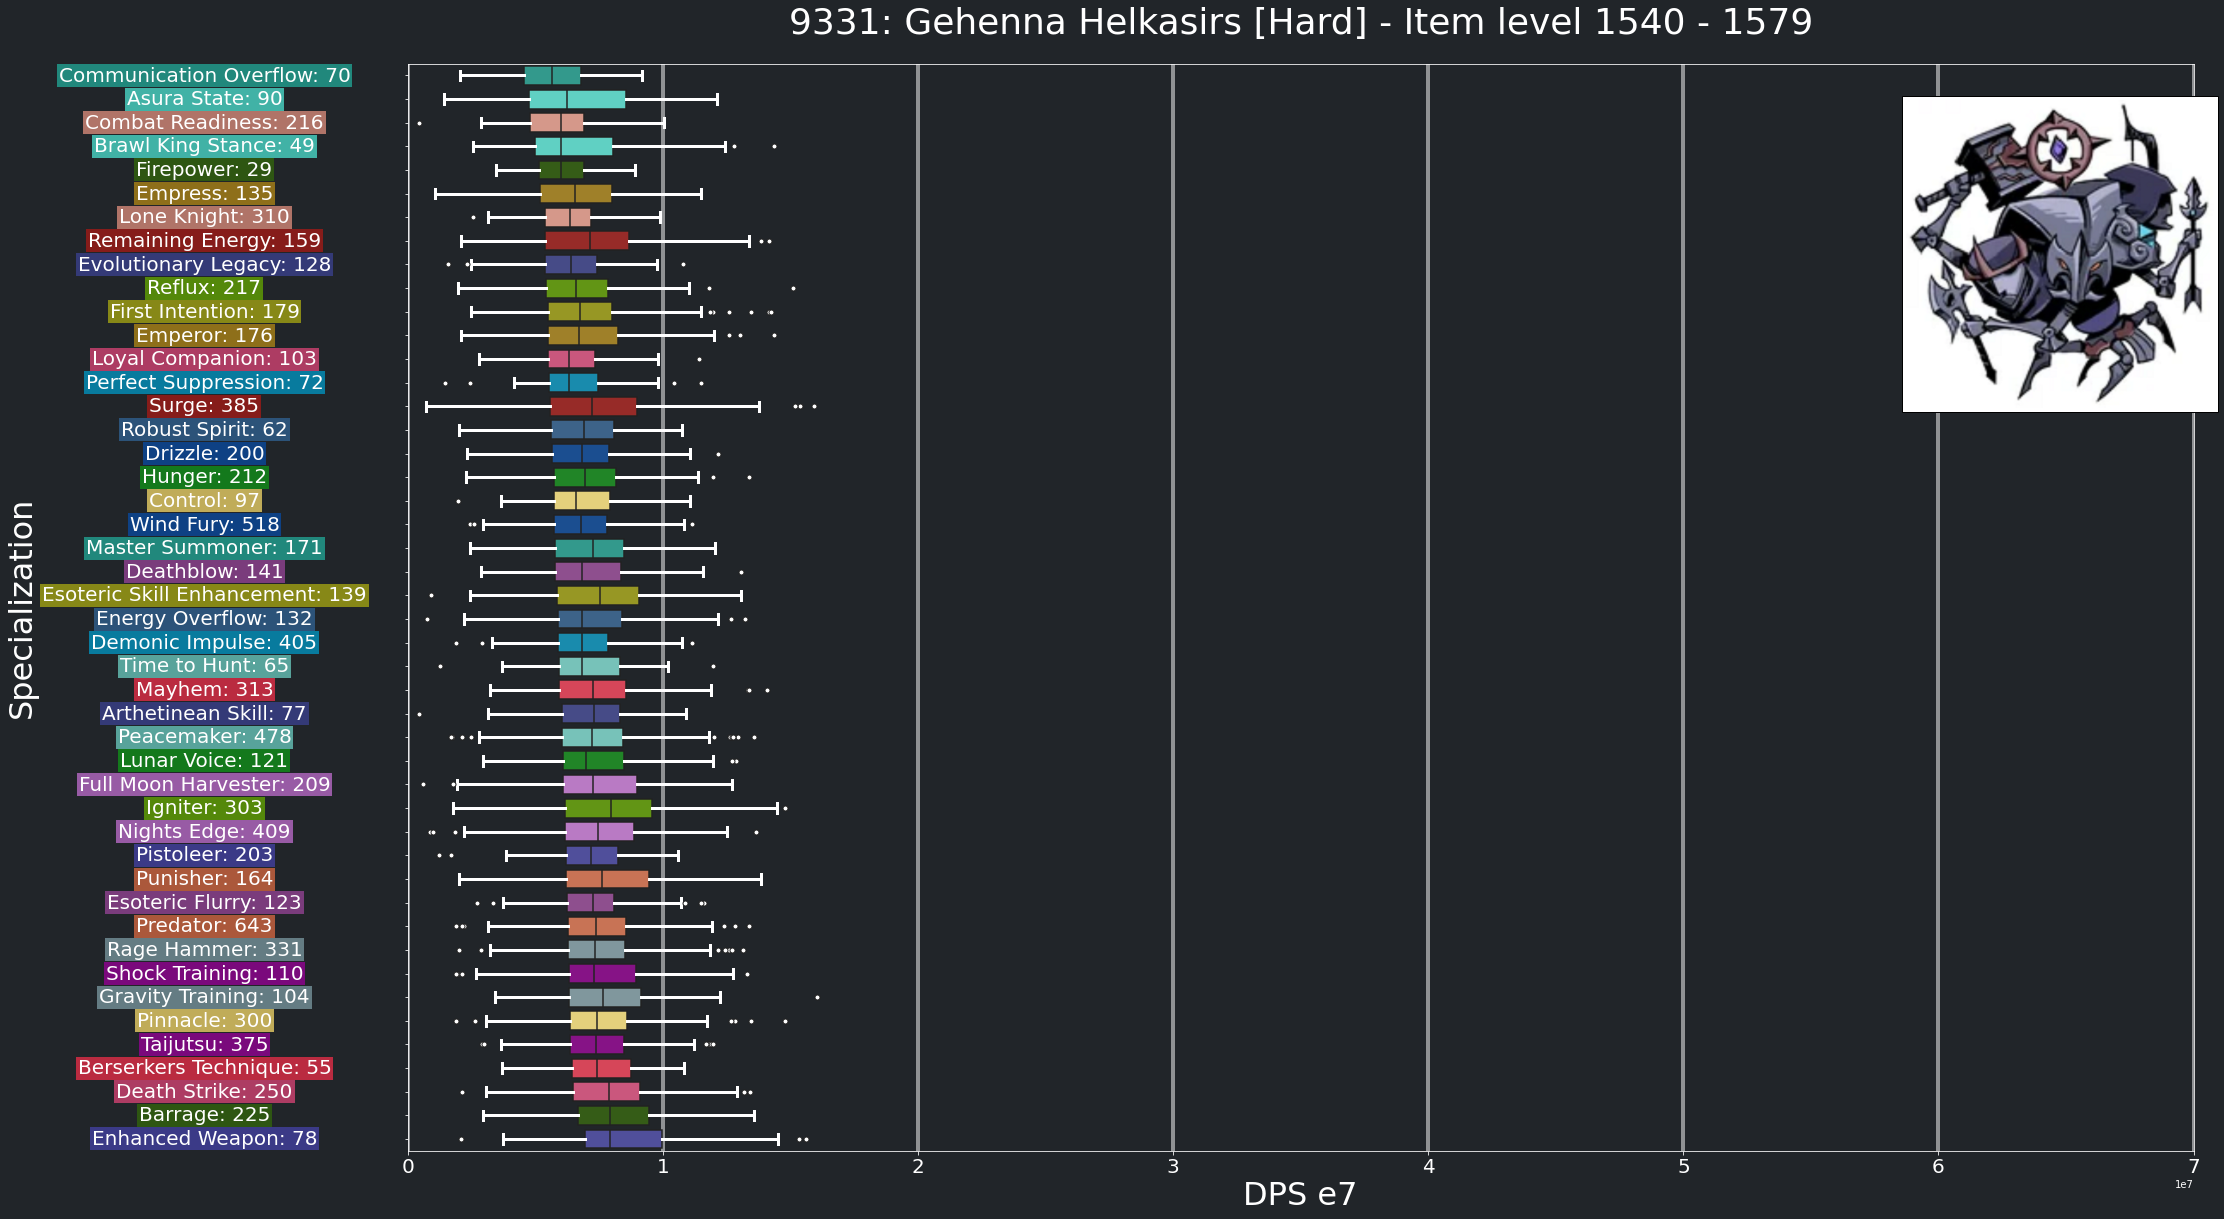 9331: Gehenna Helkasirs [Hard] - Item level 1540 - 1579
Specialization
Communication Overflow: 70
Asura State: 90
Combat Readiness: 216
Brawl King Stance: 49
Firepower: 29
Empress: 135
Lone Knight: 310
Remaining Energy: 159
Evolutionary Legacy: 128
Reflux: 217
First Intention: 179
Emperor: 176
Loyal Companion: 103
Perfect Suppression: 72
Surge: 385
Robust Spirit: 62
Drizzle: 200
Hunger: 212
Control: 97
Wind Fury: 518
Master Summoner: 171
Deathblow: 141
Esoteric Skill Enhancement: 139
Energy Overflow: 132
Demonic Impulse: 405
Time to Hunt: 65
Mayhem: 313
Arthetinean Skill: 77
Peacemaker: 478
Lunar Voice: 121
Full Moon Harvester: 209
Igniter: 303
Nights Edge: 409
Pistoleer: 203
Punisher: 164
Esoteric Flurry: 123
Predator: 643
Rage Hammer: 331
Shock Training: 110
Gravity Training: 104
Pinnacle: 300
Taijutsu: 375
Berserkers Technique: 55
Death Strike: 250
Barrage: 225
Enhanced Weapon: 78
0 1 2 3 4 5 6 7
1e7
DPS e7